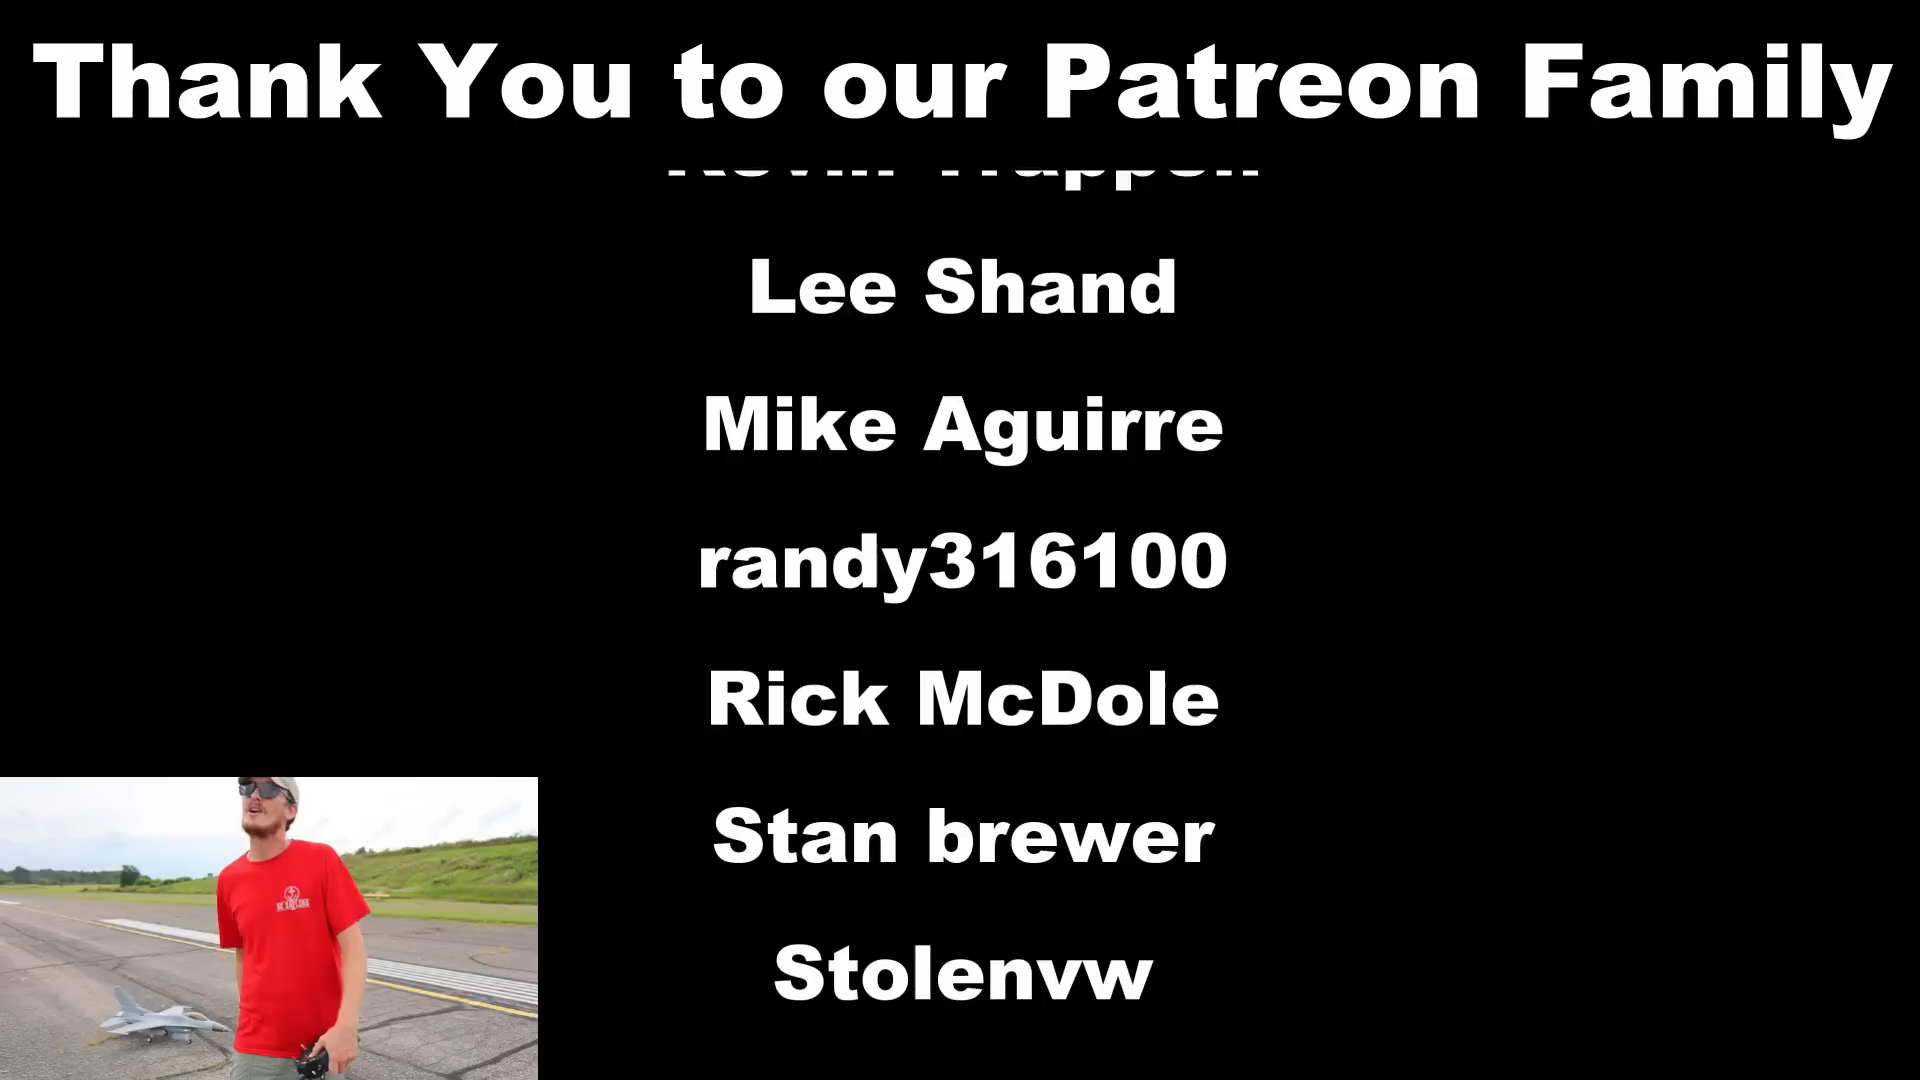 Thank You to our Patreon Family
Lee Shand
Mike Aguirre
randy316100
Rick McDole
Stan brewer
Stolenvw